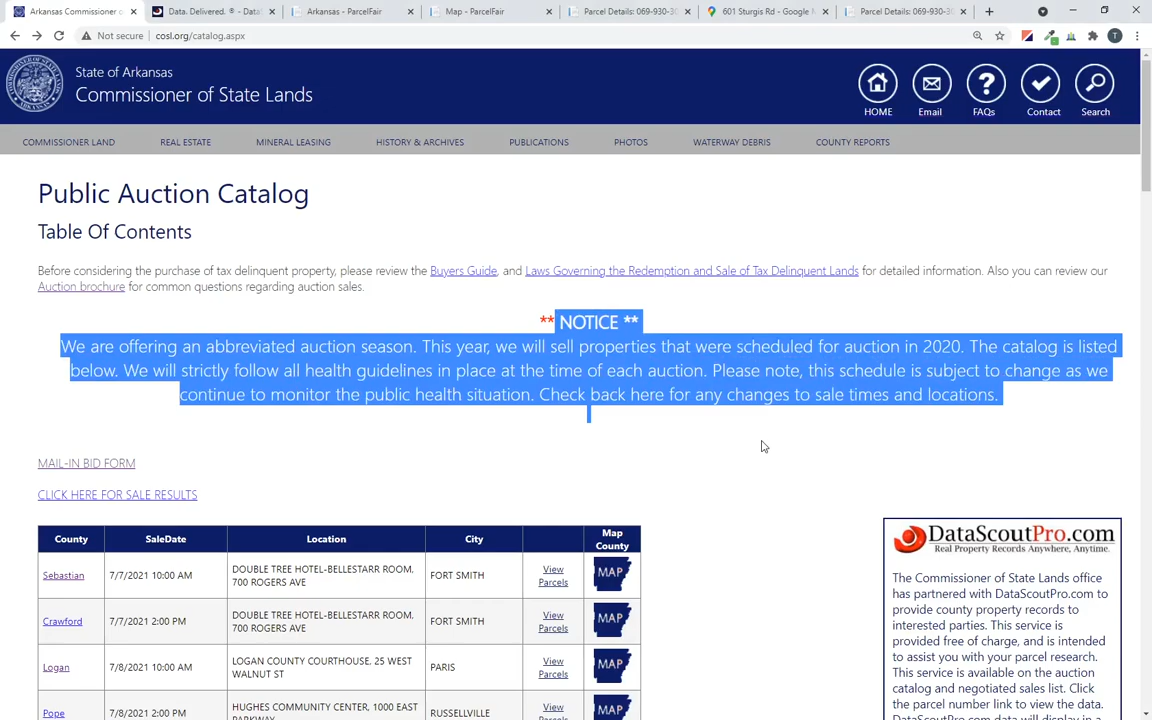 Arkansas Commissioner o
Data. Delivered. ® - Data
Arkansas - ParcelFair
Map - ParcelFair
Parcel Details: 069-930-30
601 Sturgis Rd - Google M
Parcel Details: 069-930-3
Not secure
cosl.org/catalog.aspx
T
State of Arkansas
Commissioner of State Lands
HOME
Email
FAQs
Contact
Search
COMMISSIONER LAND
REAL ESTATE
MINERAL LEASING
HISTORY & ARCHIVES
PUBLICATIONS
PHOTOS
WATERWAY DEBRIS
COUNTY REPORTS
Public Auction Catalog
Table Of Contents
Before considering the purchase of tax delinquent property, please review the Buyers Guide, and Laws Governing the Redemption and Sale of Tax Delinquent Lands for detailed information. Also you can review our
Auction brochure for common questions regarding auction sales.
** NOTICE **
We are offering an abbreviated auction season. This year, we will sell properties that were scheduled for auction in 2020. The catalog is listed
below. We will strictly follow all health guidelines in place at the time of each auction. Please note, this schedule is subject to change as we
continue to monitor the public health situation. Check back here for any changes to sale times and locations.
MAIL-IN BID FORM
CLICK HERE FOR SALE RESULTS
County SaleDate Location City Map County
Sebastian 7/7/2021 10:00 AM DOUBLE TREE HOTEL-BELLESTARR ROOM, 700 ROGERS AVE FORT SMITH View Parcels MAP
Crawford 7/7/2021 2:00 PM DOUBLE TREE HOTEL-BELLESTARR ROOM, 700 ROGERS AVE FORT SMITH View Parcels MAP
Logan 7/8/2021 10:00 AM LOGAN COUNTY COURTHOUSE, 25 WEST WALNUT ST PARIS View Parcels MAP
Pope 7/8/2021 2:00 PM HUGHES COMMUNITY CENTER, 1000 EAST PARKWAY RUSSELLVILLE View Parcels MAP
DataScoutPro.com
Real Property Records Anywhere, Anytime.
The Commissioner of State Lands office
has partnered with DataScoutPro.com to
provide county property records to
interested parties. This service is
provided free of charge, and is intended
to assist you with your parcel research.
This service is available on the auction
catalog and negotiated sales list. Click
the parcel number link to view the data.
DataScoutPro.com data will display in a